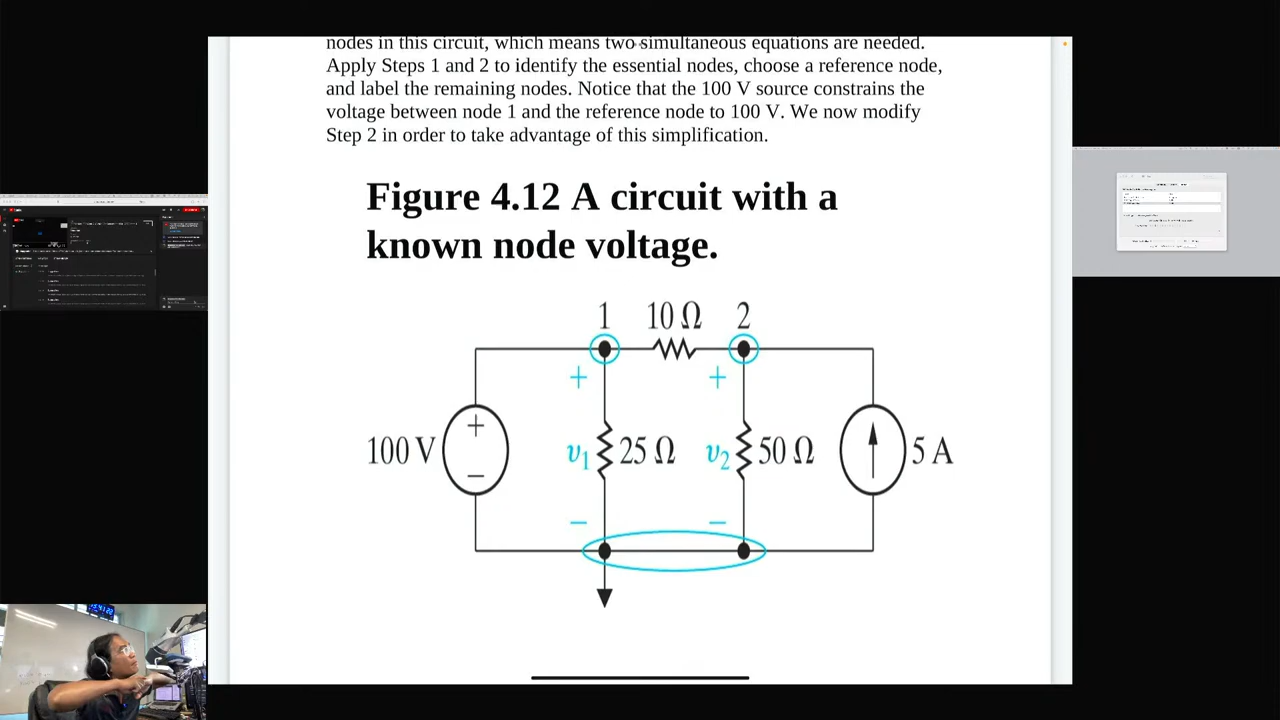 nodes in this circuit, which means two simultaneous equations are needed.
Apply Steps 1 and 2 to identify the essential nodes, choose a reference node,
and label the remaining nodes. Notice that the 100 V source constrains the
voltage between node 1 and the reference node to 100 V. We now modify
Step 2 in order to take advantage of this simplification.
Figure 4.12 A circuit with a
known node voltage.
1 10 Ω 2
+ +
100 V + − v₁ 25 Ω v₂ 50 Ω 5 A
− −